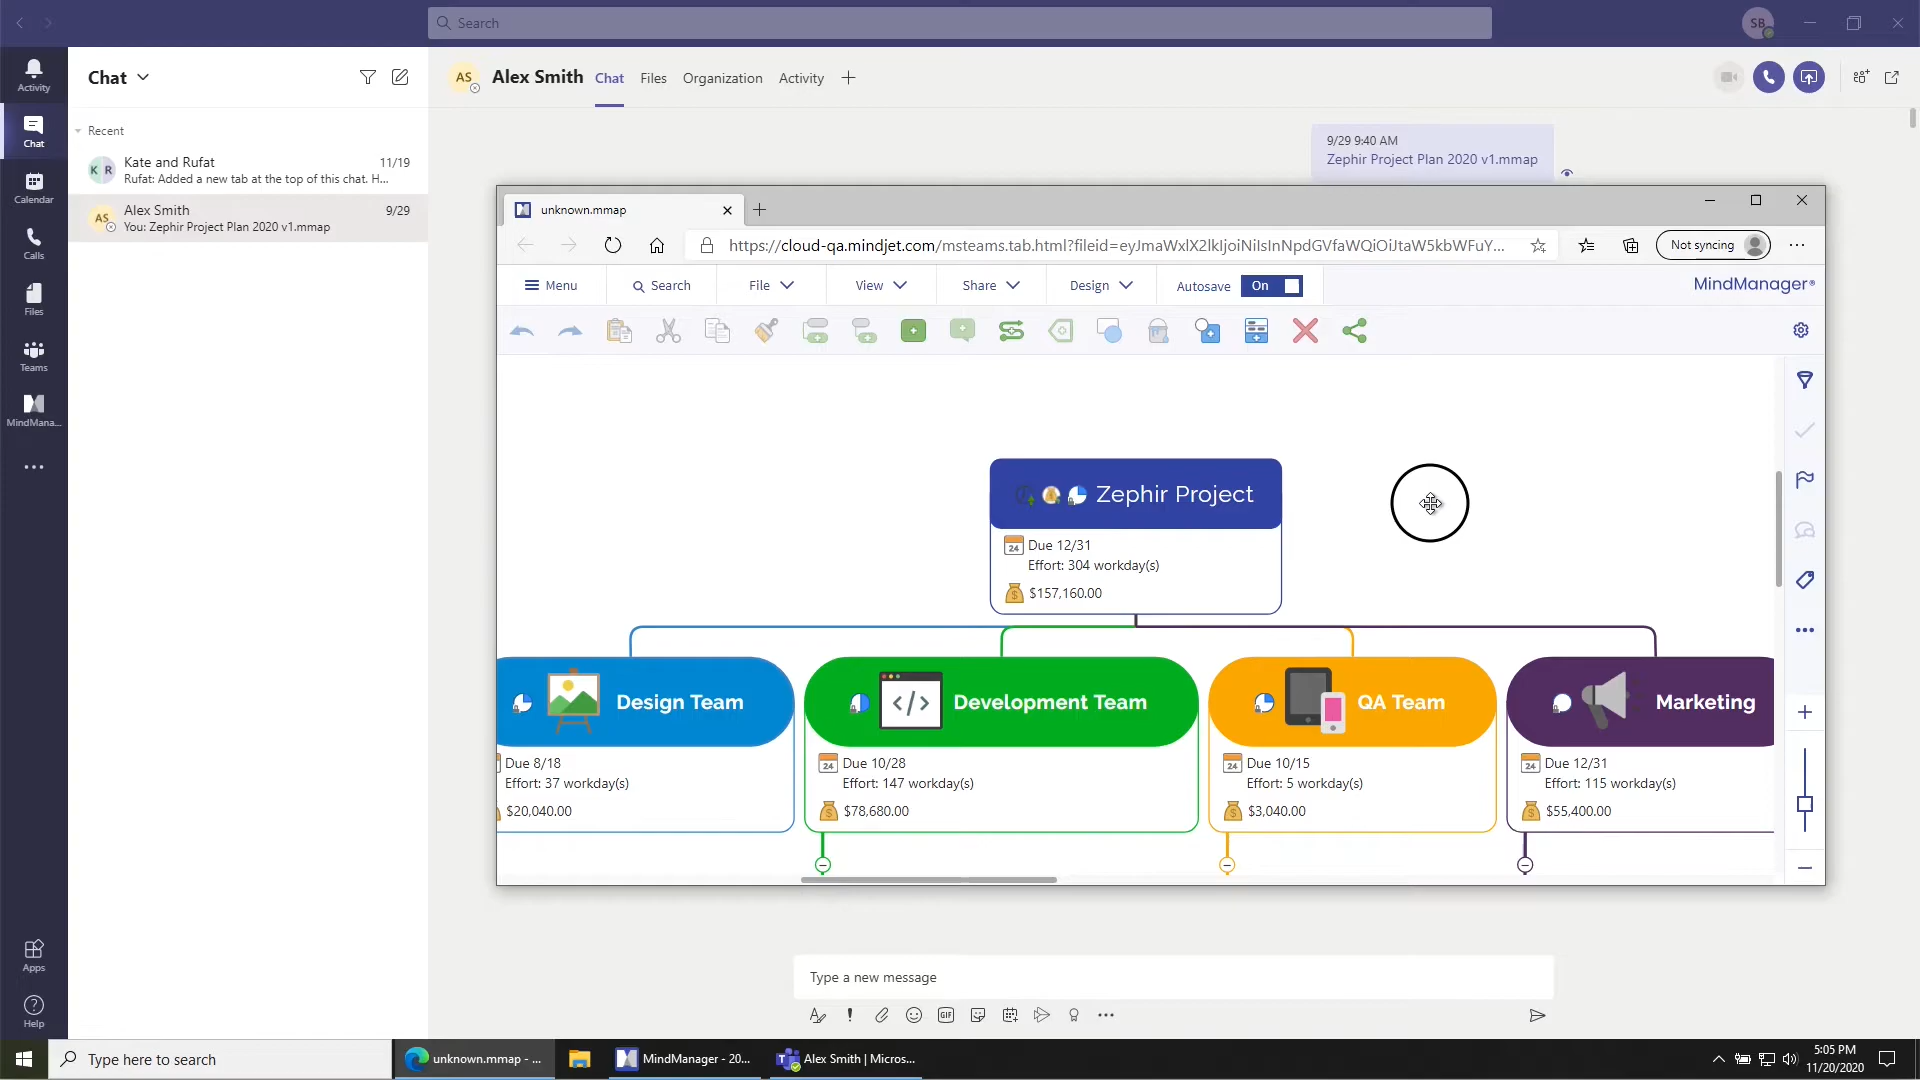 Search
SB
Activity
Chat
Calendar
Calls
Files
Teams
MindMana...
Apps
Help
Chat
Recent
K R
Kate and Rufat
11/19
Rufat: Added a new tab at the top of this chat. H...
AS
Alex Smith
9/29
You: Zephir Project Plan 2020 v1.mmap
AS
Alex Smith
Chat
Files
Organization
Activity
9/29 9:40 AM
Zephir Project Plan 2020 v1.mmap
unknown.mmap
https://cloud-qa.mindjet.com/msteams.tab.html?fileid=eyJmaWxlX2lkIjoiNiIsInNpdGVfaWQiOiJtaW5kbWFuY...
Not syncing
Menu
Search
File
View
Share
Design
Autosave
On
MindManager®
Zephir Project
24
Due 12/31
Effort: 304 workday(s)
$157,160.00
Design Team
Due 8/18
Effort: 37 workday(s)
$20,040.00
Development Team
24
Due 10/28
Effort: 147 workday(s)
$78,680.00
QA Team
24
Due 10/15
Effort: 5 workday(s)
$3,040.00
Marketing
24
Due 12/31
Effort: 115 workday(s)
$55,400.00
Type a new message
GIF
Type here to search
unknown.mmap - ...
MindManager - 20...
Alex Smith | Micros...
5:05 PM
11/20/2020